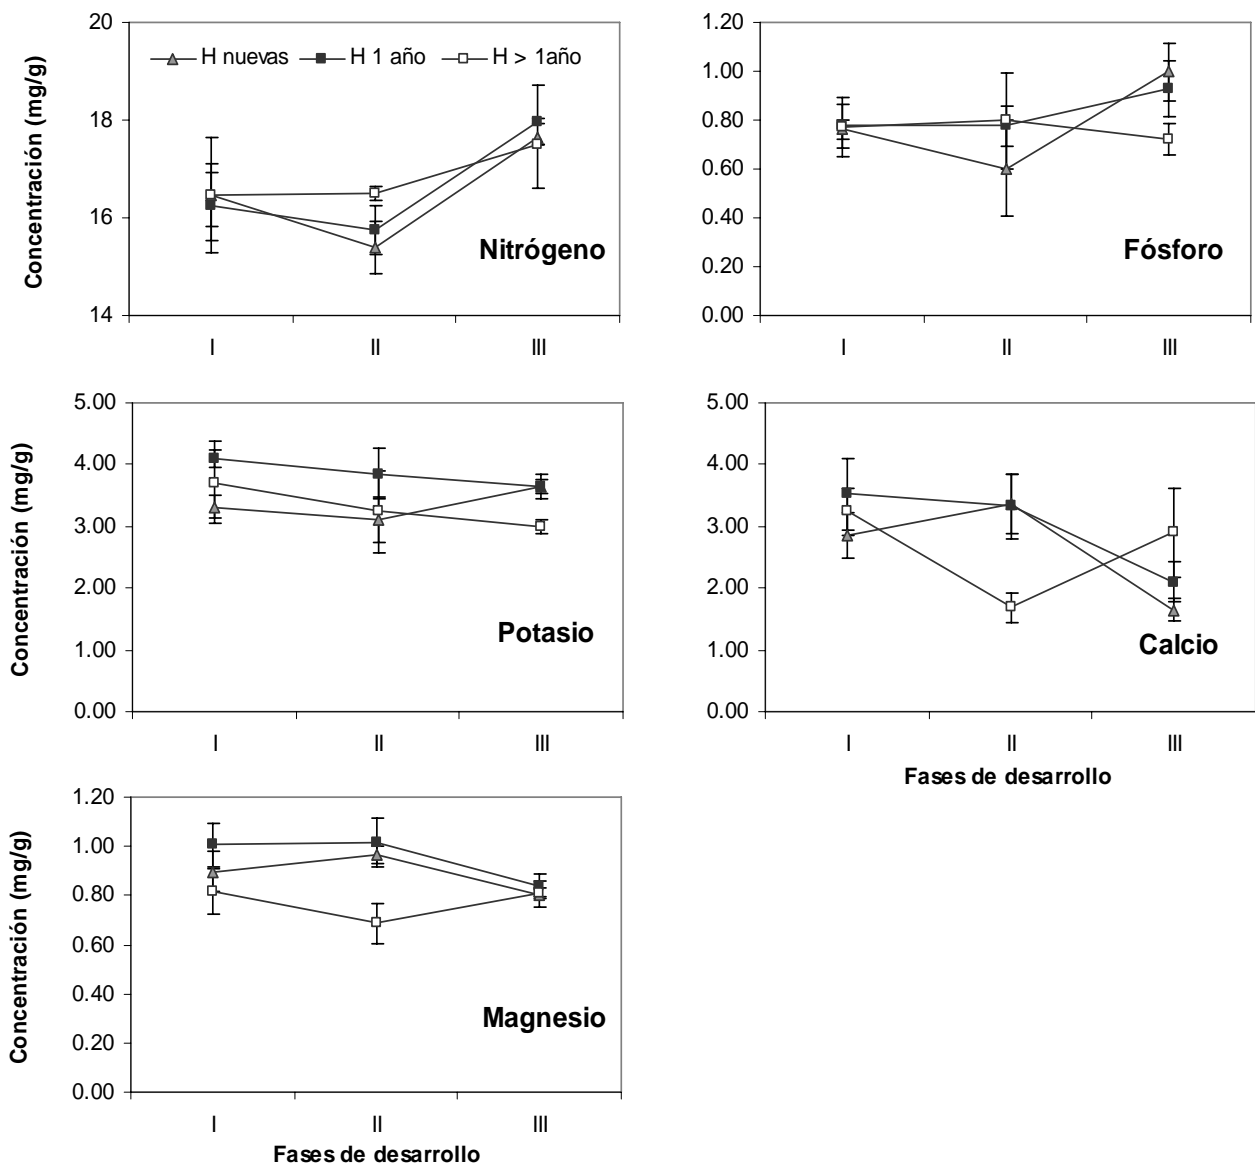 Concentración (mg/g)
20
18
16
14
H nuevas H 1 año H > 1año
Nitrógeno
I II III
1.20
1.00
0.80
0.60
0.40
0.20
0.00
Fósforo
I II III
Concentración (mg/g)
5.00
4.00
3.00
2.00
1.00
0.00
Potasio
I II III
5.00
4.00
3.00
2.00
1.00
0.00
Calcio
I II III
Fases de desarrollo
Concentración (mg/g)
1.20
1.00
0.80
0.60
0.40
0.20
0.00
Magnesio
I II III
Fases de desarrollo